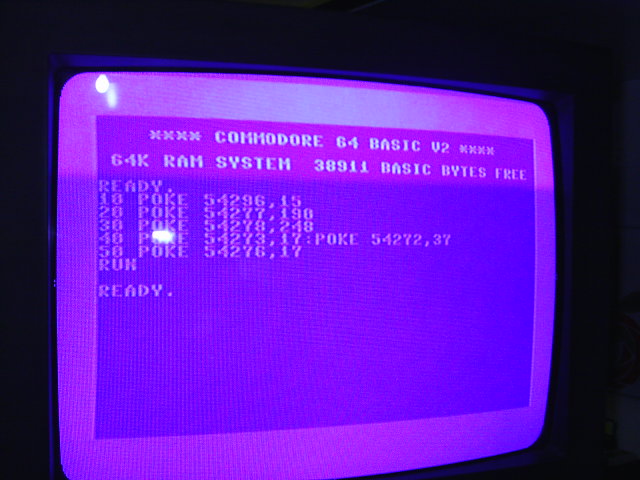 **** COMMODORE 64 BASIC V2 ****
64K RAM SYSTEM 38911 BASIC BYTES FREE
READY.
10 POKE 54296,15
20 POKE 54277,190
30 POKE 54278,248
40 POKE 54273,17:POKE 54272,37
50 POKE 54276,17
RUN
READY.